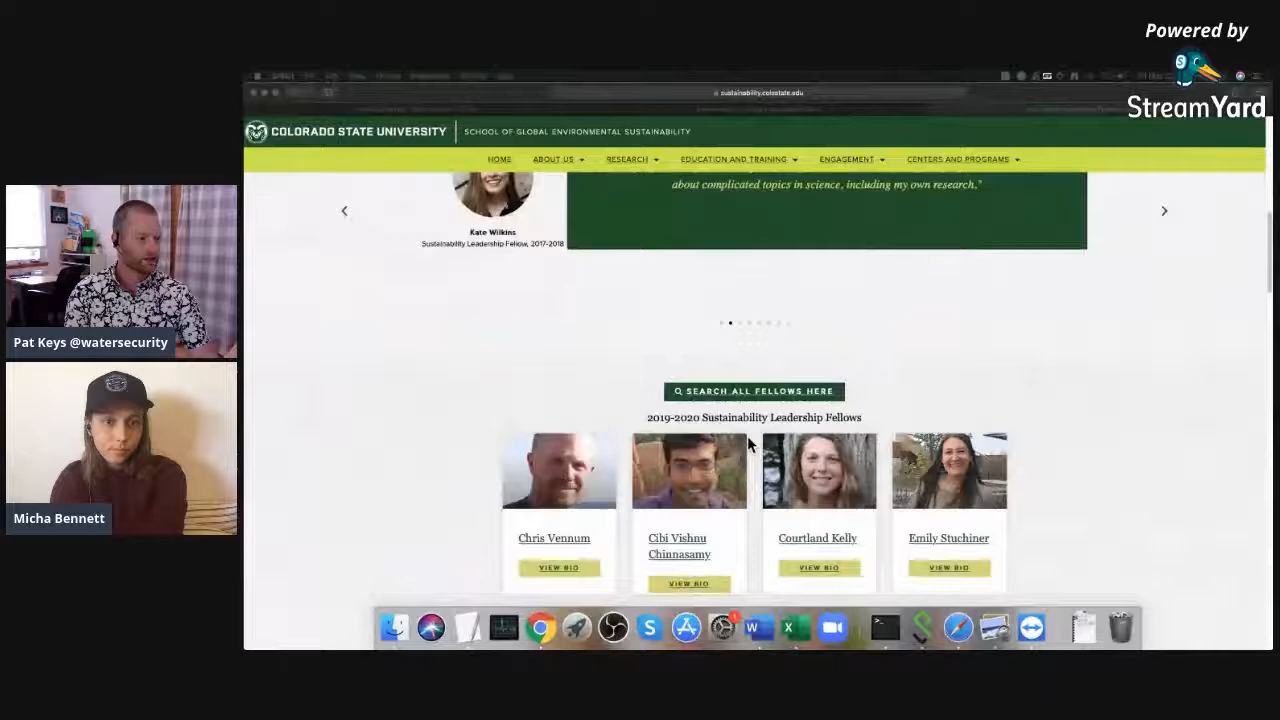 Powered by
StreamYard
sustainability.colostate.edu
COLORADO STATE UNIVERSITY
SCHOOL OF GLOBAL ENVIRONMENTAL SUSTAINABILITY
HOME ABOUT US RESEARCH EDUCATION AND TRAINING ENGAGEMENT CENTERS AND PROGRAMS
about complicated topics in science, including my own research."
Kate Wilkins
Sustainability Leadership Fellow, 2017-2018
SEARCH ALL FELLOWS HERE
2019-2020 Sustainability Leadership Fellows
Chris Vennum
VIEW BIO
Cibi Vishnu
Chinnasamy
VIEW BIO
Courtland Kelly
VIEW BIO
Emily Stuchiner
VIEW BIO
Pat Keys @watersecurity
Micha Bennett